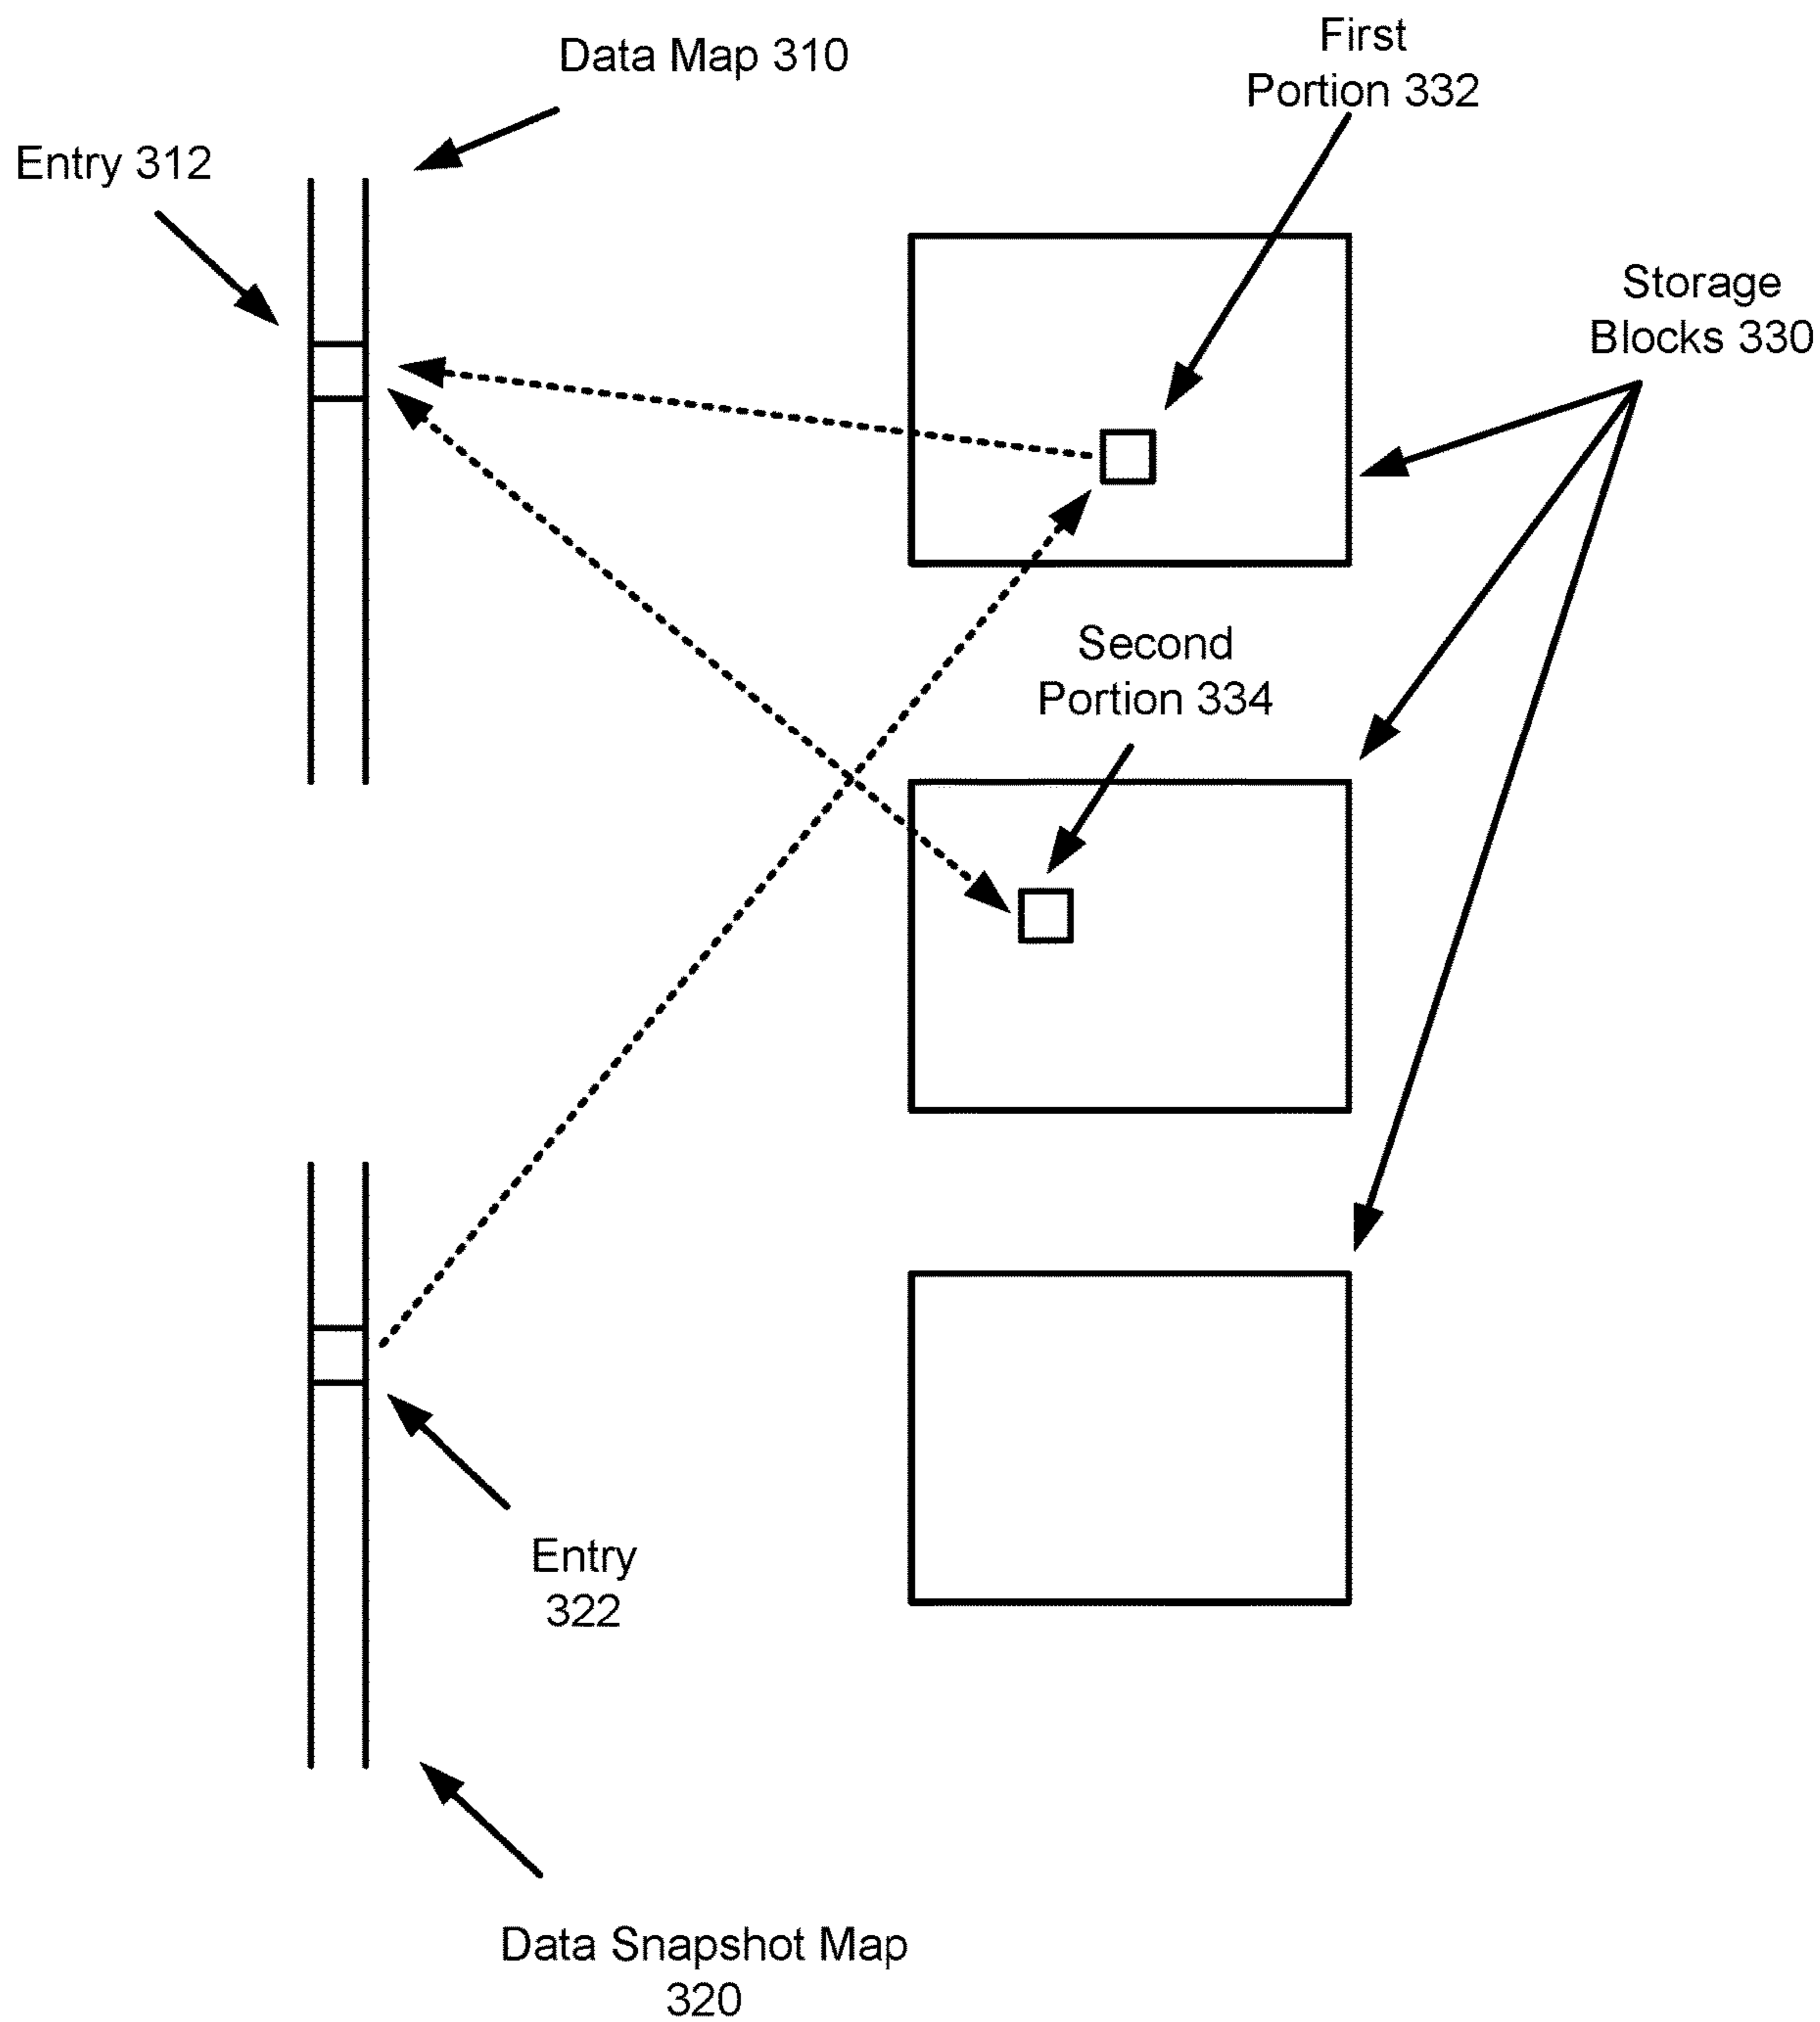 First
Portion 332
Data Map 310
Entry 312
Storage
Blocks 330
Second
Portion 334
Entry
322
Data Snapshot Map
320